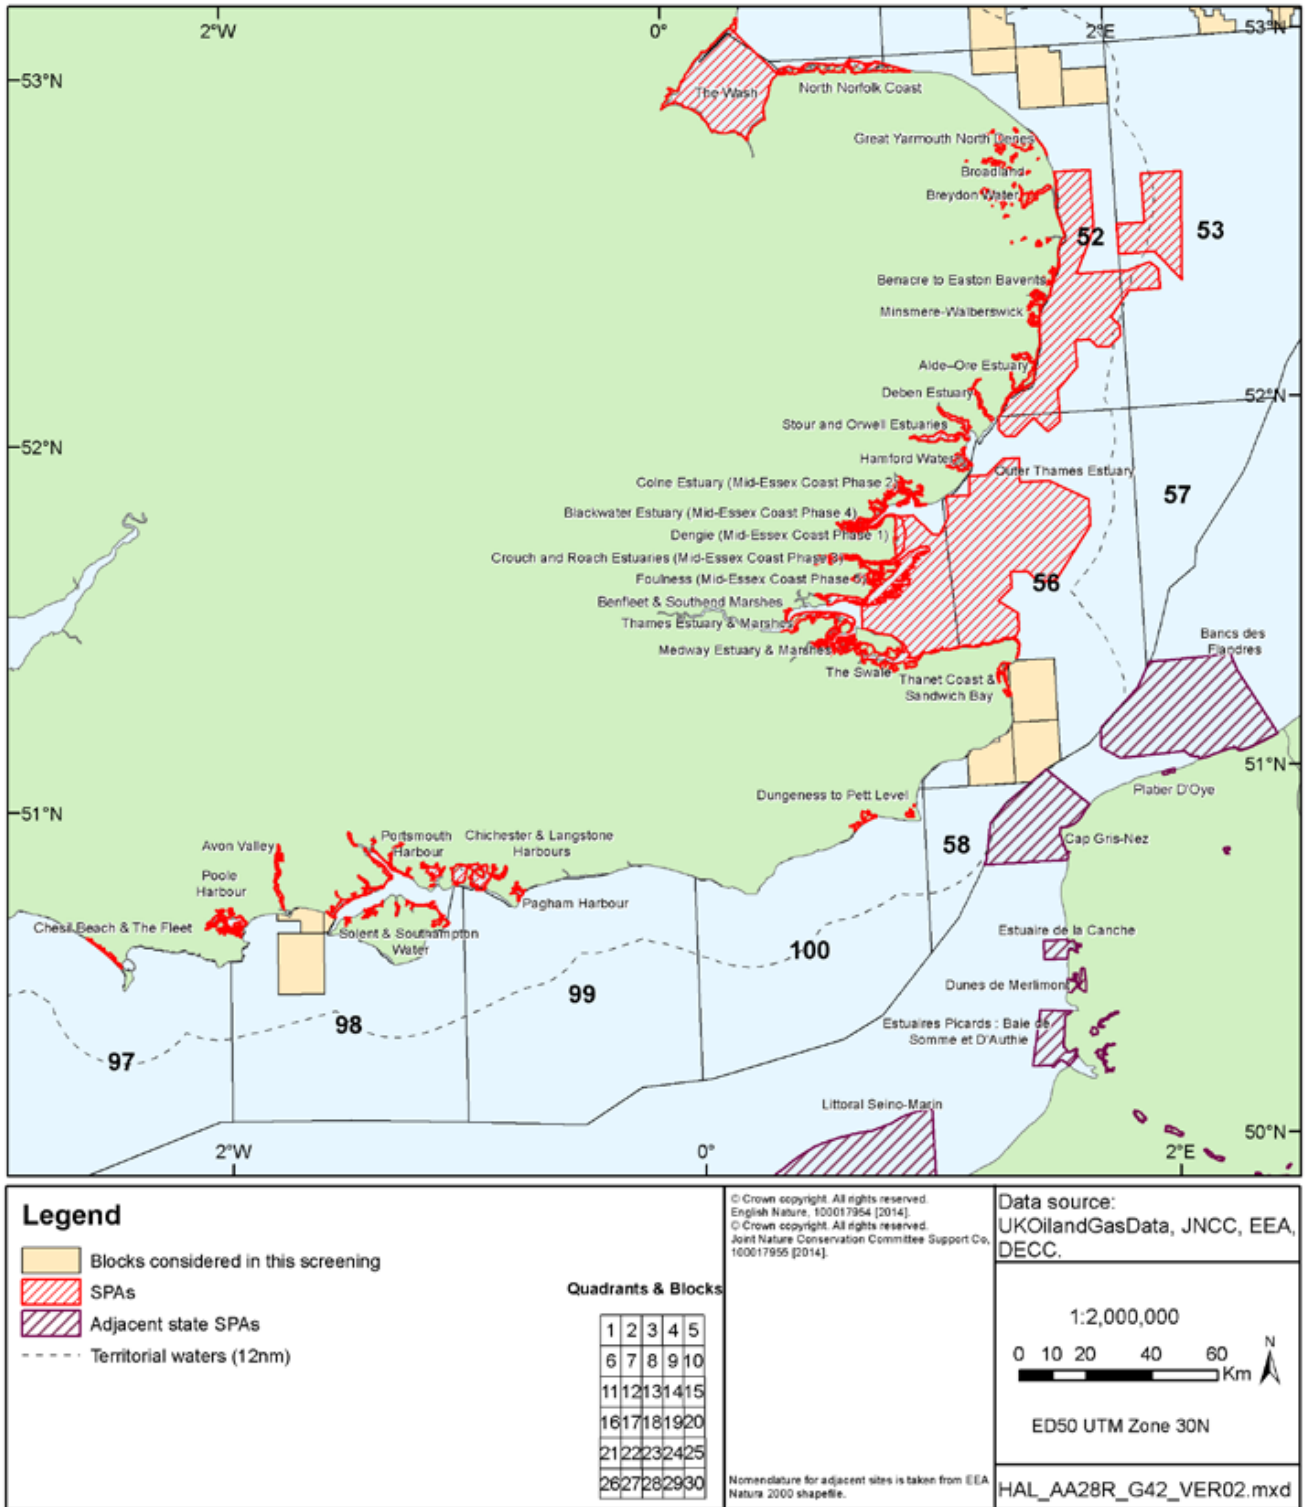 2°W
0°
2°E
53°N
53°N
The Wash
North Norfolk Coast
Great Yarmouth North Denes
Broadland
Breydon Water
52
53
Benacre to Easton Bavents
Minsmere-Walberswick
Alde–Ore Estuary
Deben Estuary
52°N
Stour and Orwell Estuaries
52°N
Hamford Water
Outer Thames Estuary
Colne Estuary (Mid-Essex Coast Phase 2)
57
Blackwater Estuary (Mid-Essex Coast Phase 4)
Dengie (Mid-Essex Coast Phase 1)
Crouch and Roach Estuaries (Mid-Essex Coast Phase 3)
Foulness (Mid-Essex Coast Phase 5)
56
Benfleet & Southend Marshes
Thames Estuary & Marshes
Medway Estuary & Marshes
Bancs des
Flandres
The Swale
Thanet Coast &
Sandwich Bay
51°N
Platier D'Oye
Dungeness to Pett Level
51°N
Avon Valley
Portsmouth
Harbour
Chichester & Langstone
Harbours
58
Cap Gris-Nez
Poole
Harbour
Pagham Harbour
Chesil Beach & The Fleet
Solent & Southampton
Water
Estuaire de la Canche
100
Dunes de Merlimont
99
98
Estuaires Picards : Baie de
Somme et D'Authie
97
Littoral Seino-Marin
50°N
2°W
0°
2°E
Legend
Blocks considered in this screening
SPAs
Adjacent state SPAs
Territorial waters (12nm)
Quadrants & Blocks
1 2 3 4 5
6 7 8 9 10
11 12 13 14 15
16 17 18 19 20
21 22 23 24 25
26 27 28 29 30
© Crown copyright. All rights reserved.
English Nature, 100017954 [2014].
© Crown copyright. All rights reserved.
Joint Nature Conservation Committee Support Co,
100017955 [2014].
Nomenclature for adjacent sites is taken from EEA
Natura 2000 shapefile.
Data source:
UKOilandGasData, JNCC, EEA,
DECC.
1:2,000,000
N
0 10 20 40 60
Km
ED50 UTM Zone 30N
HAL_AA28R_G42_VER02.mxd